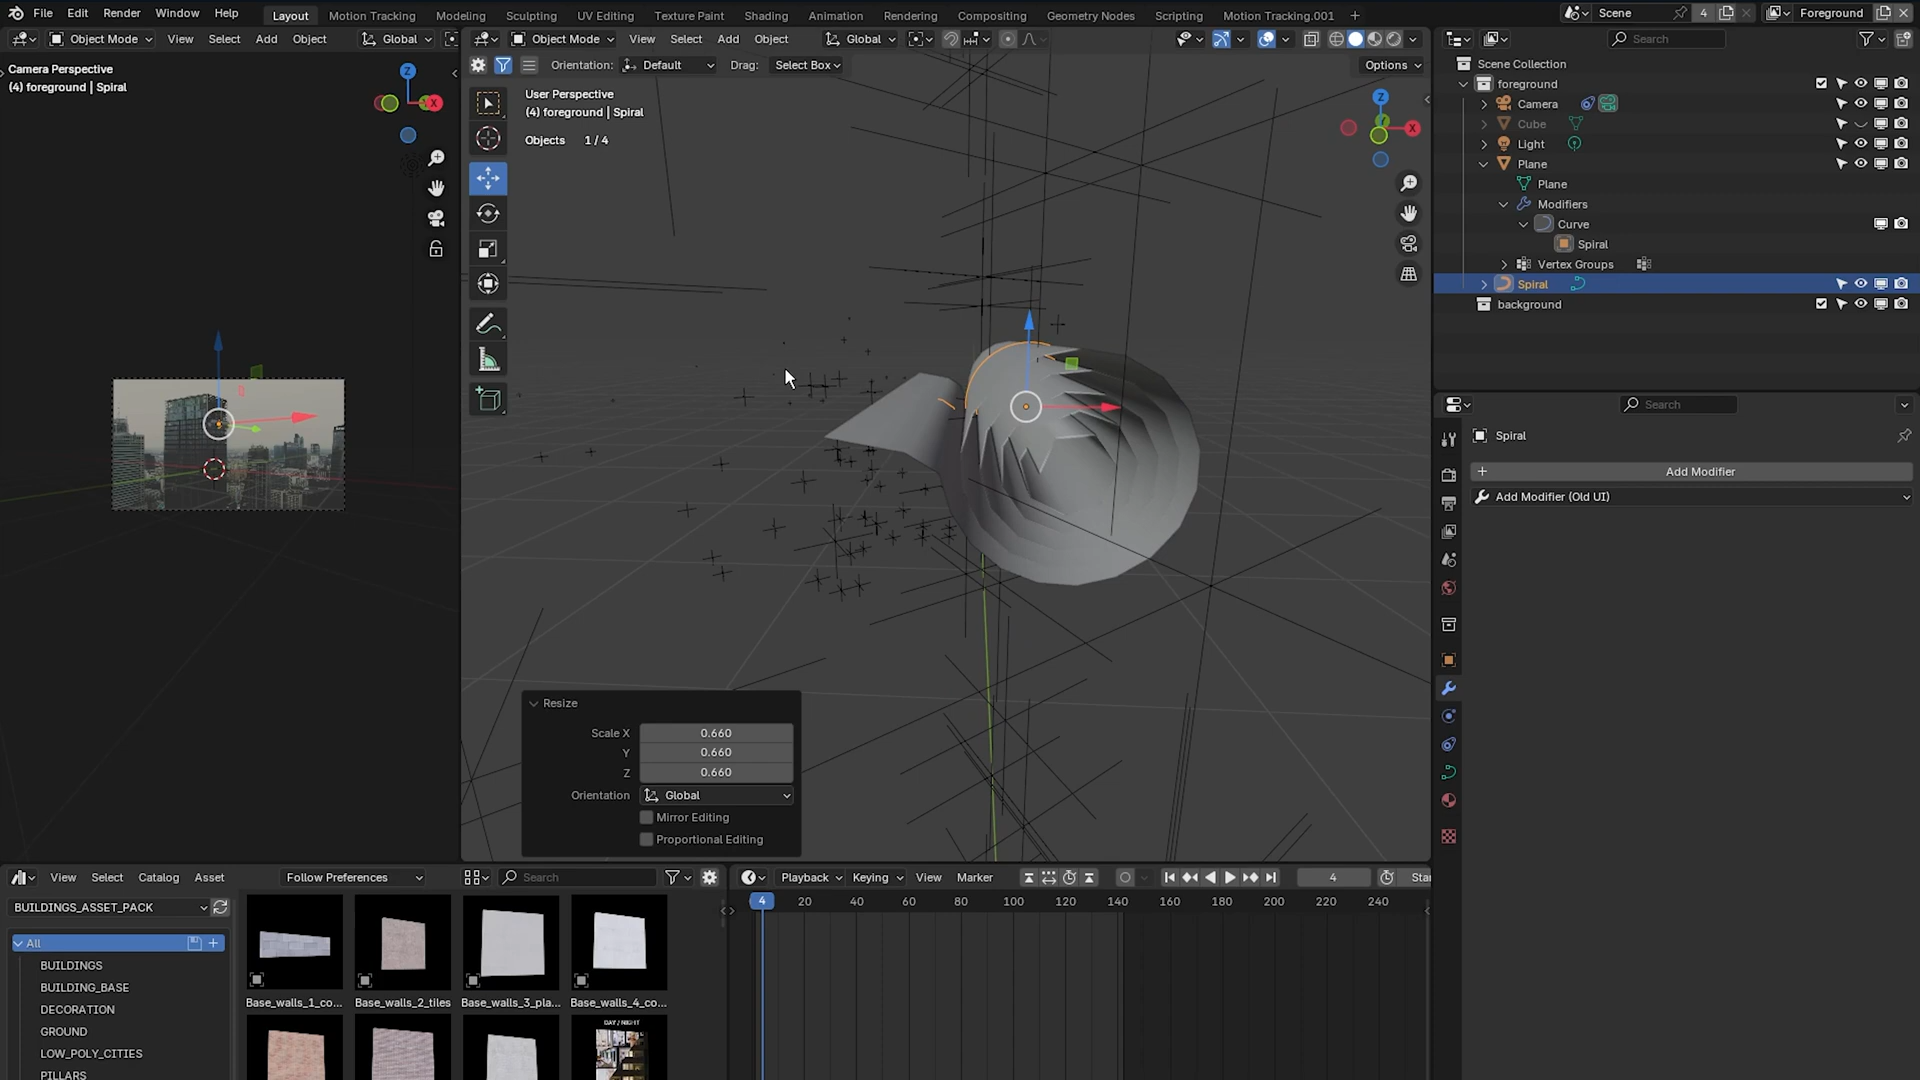 File Edit Render Window Help
Layout Motion Tracking Modeling Sculpting UV Editing Texture Paint Shading Animation Rendering Compositing Geometry Nodes Scripting Motion Tracking.001 +
Scene 4 Foreground
Object Mode View Select Add Object Global
Object Mode View Select Add Object Global
Search
Orientation: Default Drag: Select Box Options
Camera Perspective
(4) foreground | Spiral
User Perspective
(4) foreground | Spiral
Objects 1 / 4
Z
X
Z
Y
X
Scene Collection
foreground
Camera
Cube
Light
Plane
Plane
Modifiers
Curve
Spiral
Vertex Groups
Spiral
background
Search
Spiral
+ Add Modifier
Add Modifier (Old UI)
Resize
Scale X 0.660
Y 0.660
Z 0.660
Orientation Global
Mirror Editing
Proportional Editing
View Select Catalog Asset Follow Preferences Search
Playback Keying View Marker 4 Star
BUILDINGS_ASSET_PACK
4 20 40 60 80 100 120 140 160 180 200 220 240
All
BUILDINGS
BUILDING_BASE
DECORATION
GROUND
LOW_POLY_CITIES
PILLARS
Base_walls_1_co... Base_walls_2_tiles Base_walls_3_pla... Base_walls_4_co...
DAY / NIGHT